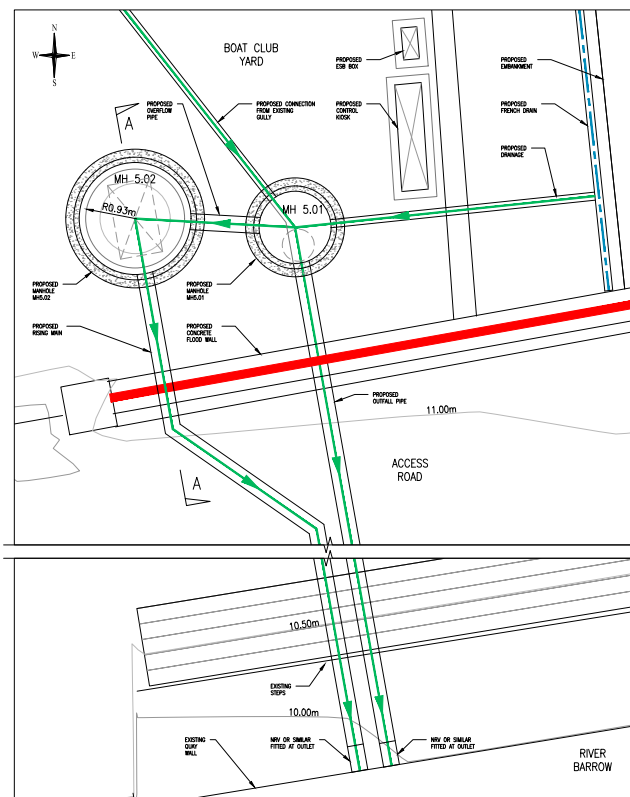 N
W E
S
BOAT CLUB
YARD
PROPOSED
ESB BOX
PROPOSED
EMBANKMENT
PROPOSED
OVERFLOW
PIPE
PROPOSED CONNECTION
FROM EXISTING
GULLY
PROPOSED
CONTROL
KIOSK
PROPOSED
FRENCH DRAIN
A
PROPOSED
DRAINAGE
MH 5.02
R0.93m
MH 5.01
PROPOSED
MANHOLE
MH5.02
PROPOSED
MANHOLE
MH5.01
PROPOSED
RISING MAIN
PROPOSED
CONCRETE
FLOOD WALL
PROPOSED
OUTFALL PIPE
11.00m
ACCESS
ROAD
A
10.50m
EXISTING
STEPS
10.00m
EXISTING
QUAY
WALL
NRV OR SIMILAR
FITTED AT OUTLET
NRV OR SIMILAR
FITTED AT OUTLET
RIVER
BARROW